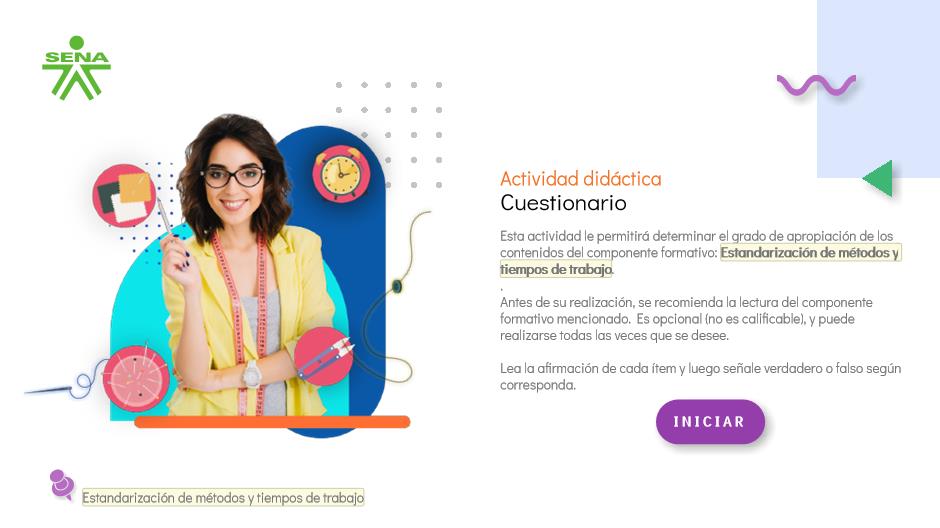 SENA
Actividad didáctica
Cuestionario
Esta actividad le permitirá determinar el grado de apropiación de los
contenidos del componente formativo: Estandarización de métodos y
tiempos de trabajo.
.
Antes de su realización, se recomienda la lectura del componente
formativo mencionado. Es opcional (no es calificable), y puede
realizarse todas las veces que se desee.
Lea la afirmación de cada ítem y luego señale verdadero o falso según
corresponda.
INICIAR
Estandarización de métodos y tiempos de trabajo